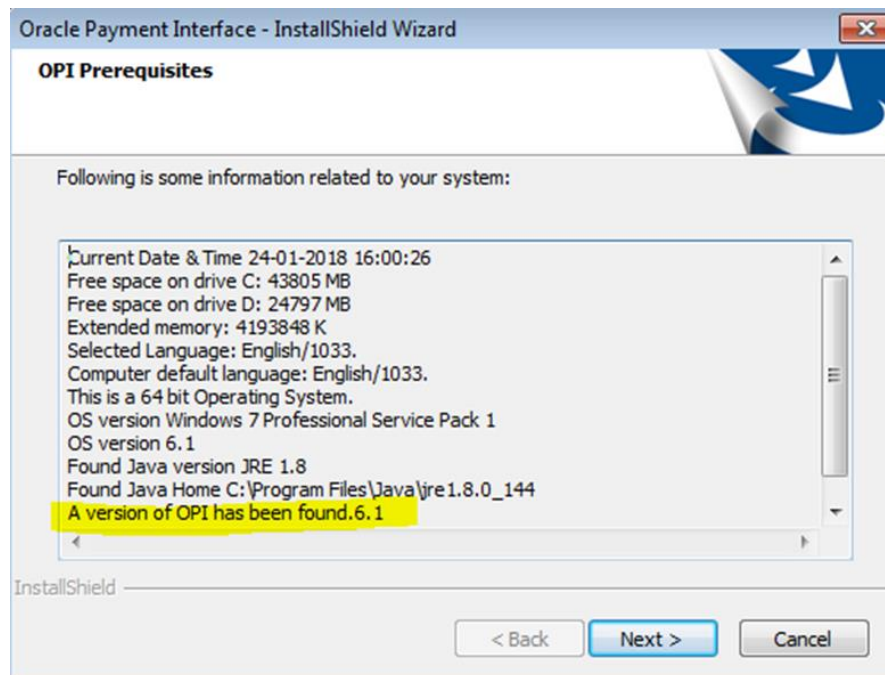 Oracle Payment Interface - InstallShield Wizard
OPI Prerequisites
Following is some information related to your system:
Current Date & Time 24-01-2018 16:00:26
Free space on drive C: 43805 MB
Free space on drive D: 24797 MB
Extended memory: 4193848 K
Selected Language: English/1033.
Computer default language: English/1033.
This is a 64 bit Operating System.
OS version Windows 7 Professional Service Pack 1
OS version 6.1
Found Java version JRE 1.8
Found Java Home C:\Program Files\Java\jre1.8.0_144
A version of OPI has been found.6.1
InstallShield
< Back
Next >
Cancel